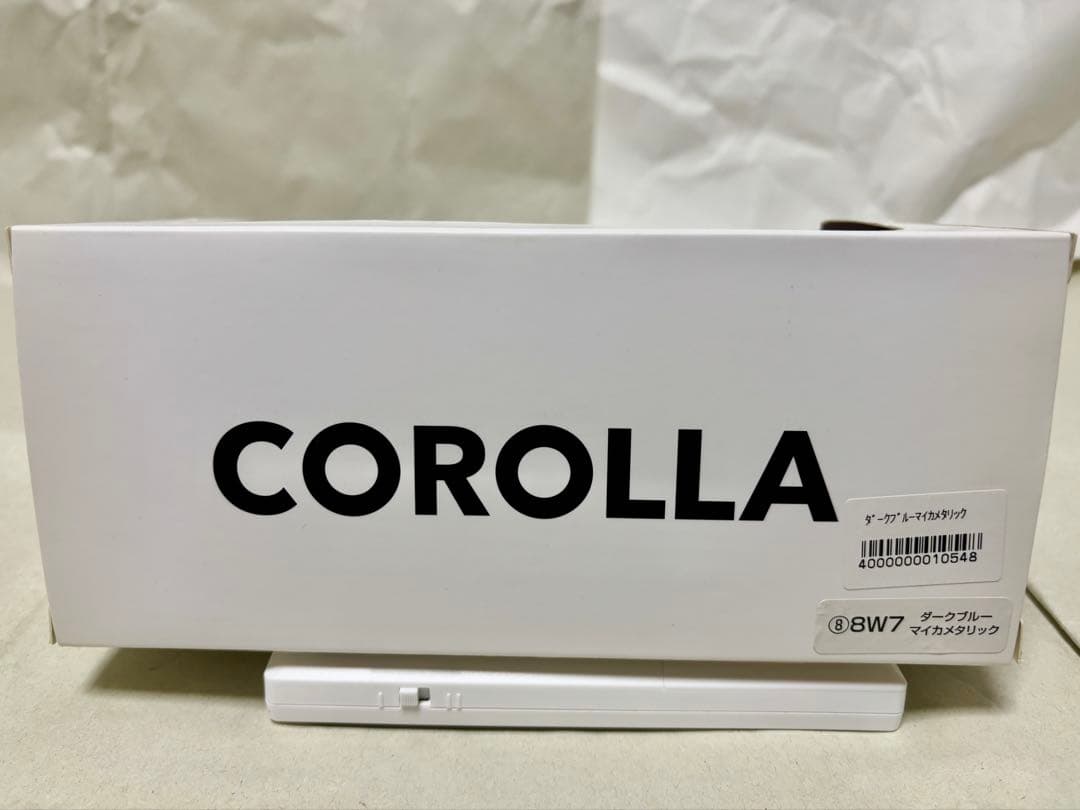 COROLLA
ﾀﾞｰｸﾌﾞﾙｰﾏｲｶﾒﾀﾘｯｸ
4000000010548
⑧8W7 ダークブルー
マイカメタリック